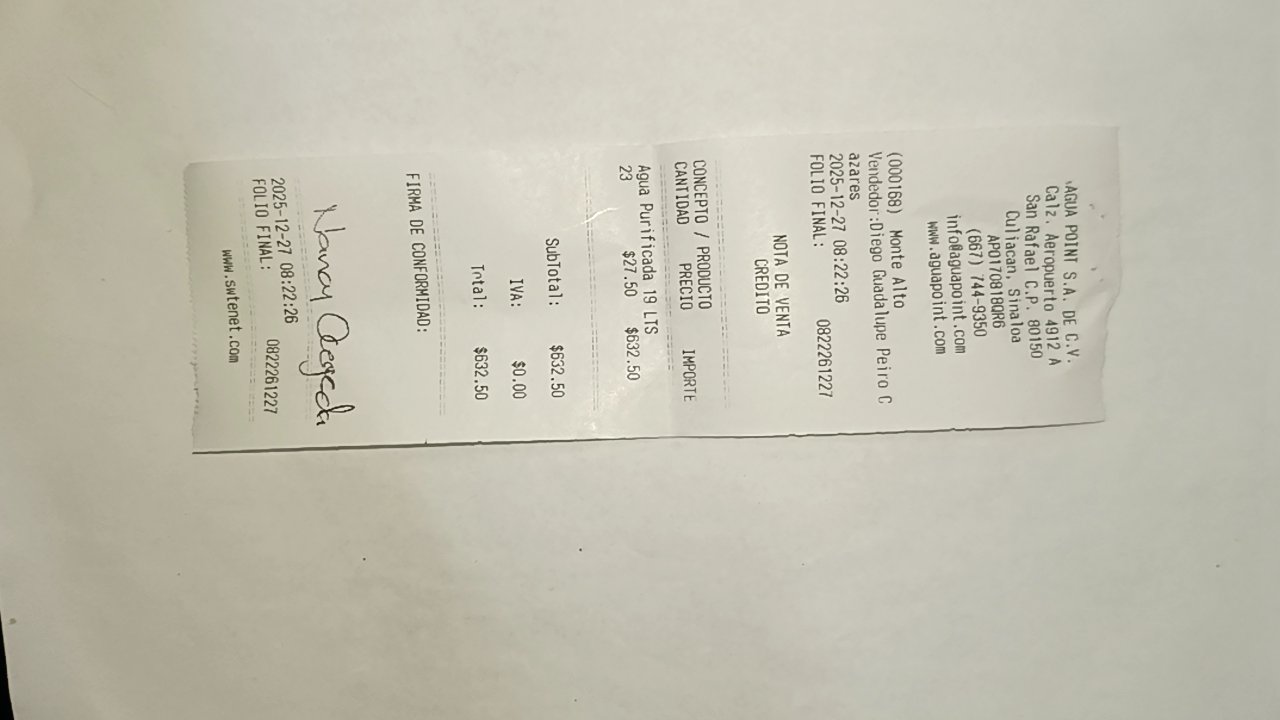 AGUA POINT S.A. DE C.V.
Calz. Aeropuerto 4912 A
San Rafael C.P. 80150
Culiacan, Sinaloa
APO170818QR6
(667) 744-9350
info@aguapoint.com
www.aguapoint.com
(000168) Monte Alto
Vendedor:Diego Guadalupe Peiro C
azares
2025-12-27 08:22:26
FOLIO FINAL: 0822261227
NOTA DE VENTA
CREDITO
CONCEPTO / PRODUCTO
CANTIDAD PRECIO IMPORTE
Agua Purificada 19 LTS
23 $27.50 $632.50
SubTotal: $632.50
IVA: $0.00
Total: $632.50
FIRMA DE CONFORMIDAD:
Nancy
2025-12-27 08:22:26
FOLIO FINAL: 0822261227
www.swtenet.com